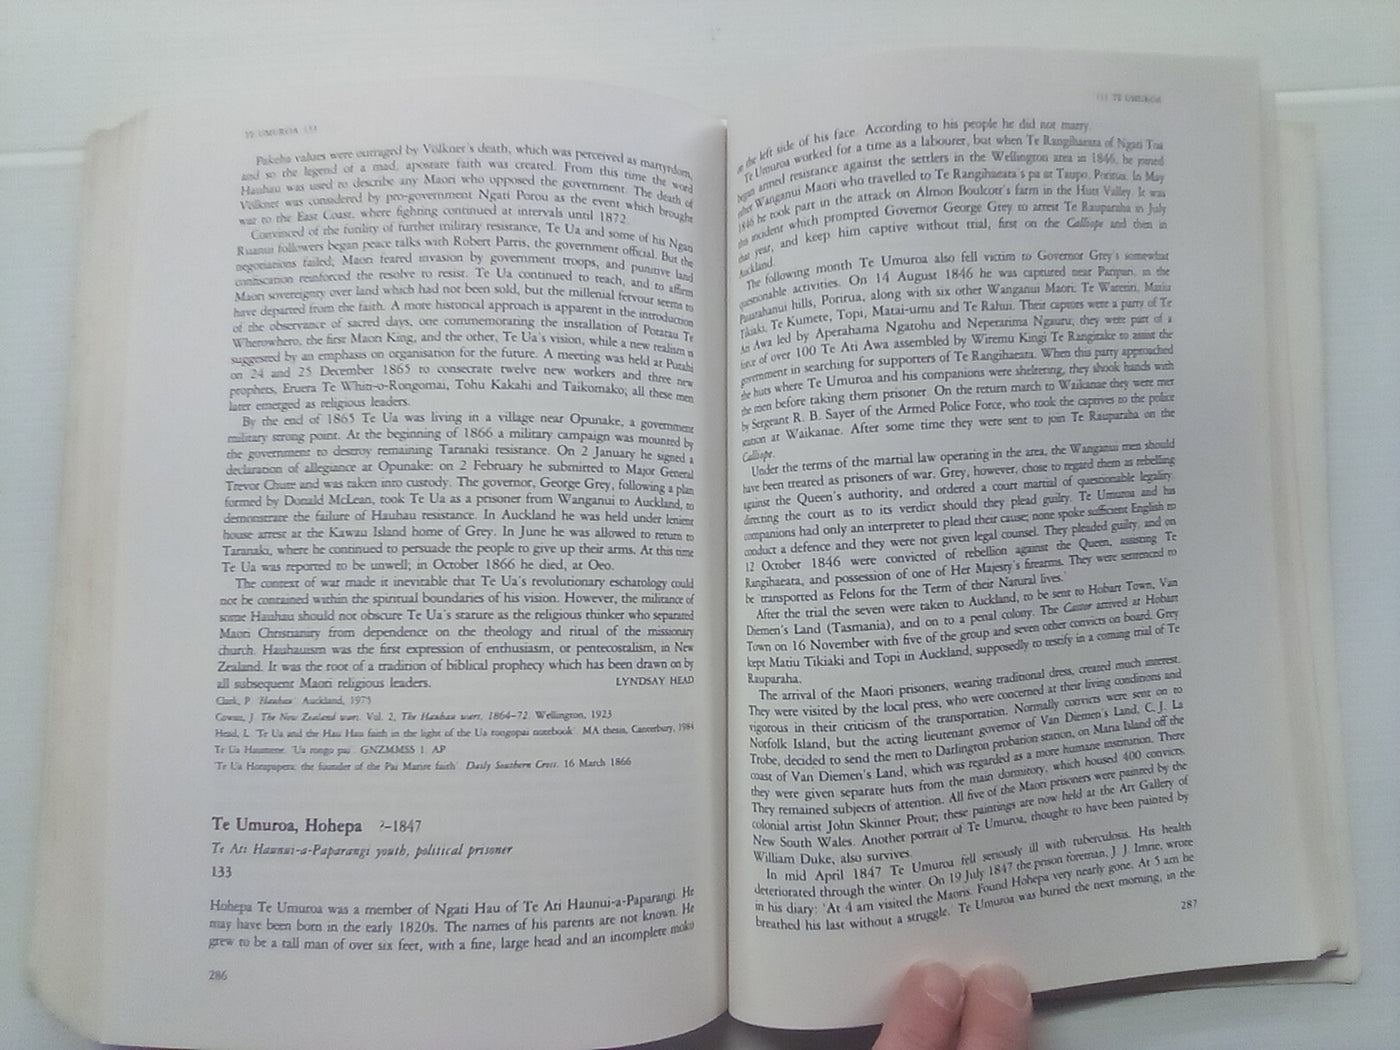 TE UMUROA 133
Pakeha values were outraged by Völkner's death, which was perceived as martyrdom,
and so the legend of a mad, apostate faith was created. From this time the word
Hauhau was used to describe any Maori who opposed the government. The death of
Völkner was considered by pro-government Ngati Porou as the event which brought
war to the East Coast, where fighting continued at intervals until 1872.
Convinced of the futility of further military resistance, Te Ua and some of his Ngati
Ruanui followers began peace talks with Robert Parris, the government official. But the
negotiations failed; Maori feared invasion by government troops, and punitive land
confiscation reinforced the resolve to resist. Te Ua continued to teach, and to affirm
Maori sovereignty over land which had not been sold, but the millenial fervour seems to
have departed from the faith. A more historical approach is apparent in the introduction
of the observance of sacred days, one commemorating the installation of Potatau Te
Wherowhero, the first Maori King, and the other, Te Ua's vision, while a new realism is
suggested by an emphasis on organisation for the future. A meeting was held at Putahi
on 24 and 25 December 1865 to consecrate twelve new workers and three new
prophets, Eruera Te Whiti-o-Rongomai, Tohu Kakahi and Taikomako; all these men
later emerged as religious leaders.
By the end of 1865 Te Ua was living in a village near Opunake, a government
military strong point. At the beginning of 1866 a military campaign was mounted by
the government to destroy remaining Taranaki resistance. On 2 January he signed a
declaration of allegiance at Opunake: on 2 February he submitted to Major General
Trevor Chute and was taken into custody. The governor, George Grey, following a plan
formed by Donald McLean, took Te Ua as a prisoner from Wanganui to Auckland, to
demonstrate the failure of Hauhau resistance. In Auckland he was held under lenient
house arrest at the Kawau Island home of Grey. In June he was allowed to return to
Taranaki, where he continued to persuade the people to give up their arms. At this time
Te Ua was reported to be unwell; in October 1866 he died, at Oeo.
The context of war made it inevitable that Te Ua's revolutionary eschatology could
not be contained within the spiritual boundaries of his vision. However, the militance of
some Hauhau should not obscure Te Ua's stature as the religious thinker who separated
Maori Christianity from dependence on the theology and ritual of the missionary
church. Hauhauism was the first expression of enthusiasm, or pentecostalism, in New
Zealand. It was the root of a tradition of biblical prophecy which has been drawn on by
all subsequent Maori religious leaders. LYNDSAY HEAD
Clark, P. 'Hauhau'. Auckland, 1975
Cowan, J. The New Zealand wars. Vol. 2, The Hauhau wars, 1864–72. Wellington, 1923
Head, L. 'Te Ua and the Hau Hau faith in the light of the Ua rongopai notebook'. MA thesis, Canterbury, 1984
Te Ua Haumene. 'Ua rongo pai'. GNZMMSS 1. AP
'Te Ua Horopapera; the founder of the Pai Marire faith'. Daily Southern Cross. 16 March 1866
Te Umuroa, Hohepa ?–1847
Te Ati Haunui-a-Paparangi youth, political prisoner
133
Hohepa Te Umuroa was a member of Ngati Hau of Te Ati Haunui-a-Paparangi. He
may have been born in the early 1820s. The names of his parents are not known. He
grew to be a tall man of over six feet, with a fine, large head and an incomplete moko
286
133 TE UMUROA
on the left side of his face. According to his people he did not marry.
Te Umuroa worked for a time as a labourer, but when Te Rangihaeata of Ngati Toa
began armed resistance against the settlers in the Wellington area in 1846, he joined
other Wanganui Maori who travelled to Te Rangihaeata's pa at Taupo, Porirua. In May
1846 he took part in the attack on Almon Boulcott's farm in the Hutt Valley. It was
this incident which prompted Governor George Grey to arrest Te Rauparaha in July
that year, and keep him captive without trial, first on the Calliope and then in
Auckland.
The following month Te Umuroa also fell victim to Governor Grey's somewhat
questionable activities. On 14 August 1846 he was captured near Paripari, in the
Pauatahanui hills, Porirua, along with six other Wanganui Maori: Te Waretiti, Matiu
Tikiaki, Te Kumete, Topi, Matai-umu and Te Rahui. Their captors were a party of Te
Ati Awa led by Aperahama Ngatohu and Neperarima Ngauru; they were part of a
force of over 100 Te Ati Awa assembled by Wiremu Kingi Te Rangitake to assist the
government in searching for supporters of Te Rangihaeata. When this party approached
the huts where Te Umuroa and his companions were sheltering, they shook hands with
the men before taking them prisoner. On the return march to Waikanae they were met
by Sergeant R. B. Sayer of the Armed Police Force, who took the captives to the police
station at Waikanae. After some time they were sent to join Te Rauparaha on the
Calliope.
Under the terms of the martial law operating in the area, the Wanganui men should
have been treated as prisoners of war. Grey, however, chose to regard them as rebelling
against the Queen's authority, and ordered a court martial of questionable legality,
directing the court as to its verdict should they plead guilty. Te Umuroa and his
companions had only an interpreter to plead their cause; none spoke sufficient English to
conduct a defence and they were not given legal counsel. They pleaded guilty, and on
12 October 1846 were convicted of rebellion against the Queen, assisting Te
Rangihaeata, and possession of one of Her Majesty's firearms. They were sentenced to
be 'transported as Felons for the Term of their Natural lives.'
After the trial the seven were taken to Auckland, to be sent to Hobart Town, Van
Diemen's Land (Tasmania), and on to a penal colony. The Castor arrived at Hobart
Town on 16 November with five of the group and seven other convicts on board. Grey
kept Matiu Tikiaki and Topi in Auckland, supposedly to testify in a coming trial of Te
Rauparaha.
The arrival of the Maori prisoners, wearing traditional dress, created much interest.
They were visited by the local press, who were concerned at their living conditions and
vigorous in their criticism of the transportation. Normally convicts were sent on to
Norfolk Island, but the acting lieutenant governor of Van Diemen's Land, C. J. La
Trobe, decided to send the men to Darlington probation station, on Maria Island off the
coast of Van Diemen's Land, which was regarded as a more humane institution. There
they were given separate huts from the main dormitory, which housed 400 convicts.
They remained subjects of attention. All five of the Maori prisoners were painted by the
colonial artist John Skinner Prout; these paintings are now held at the Art Gallery of
New South Wales. Another portrait of Te Umuroa, thought to have been painted by
William Duke, also survives.
In mid April 1847 Te Umuroa fell seriously ill with tuberculosis. His health
deteriorated through the winter. On 19 July 1847 the prison foreman, J. J. Imrie, wrote
in his diary: 'At 4 am visited the Maoris. Found Hohepa very nearly gone. At 5 am he
breathed his last without a struggle.' Te Umuroa was buried the next morning, in the
287